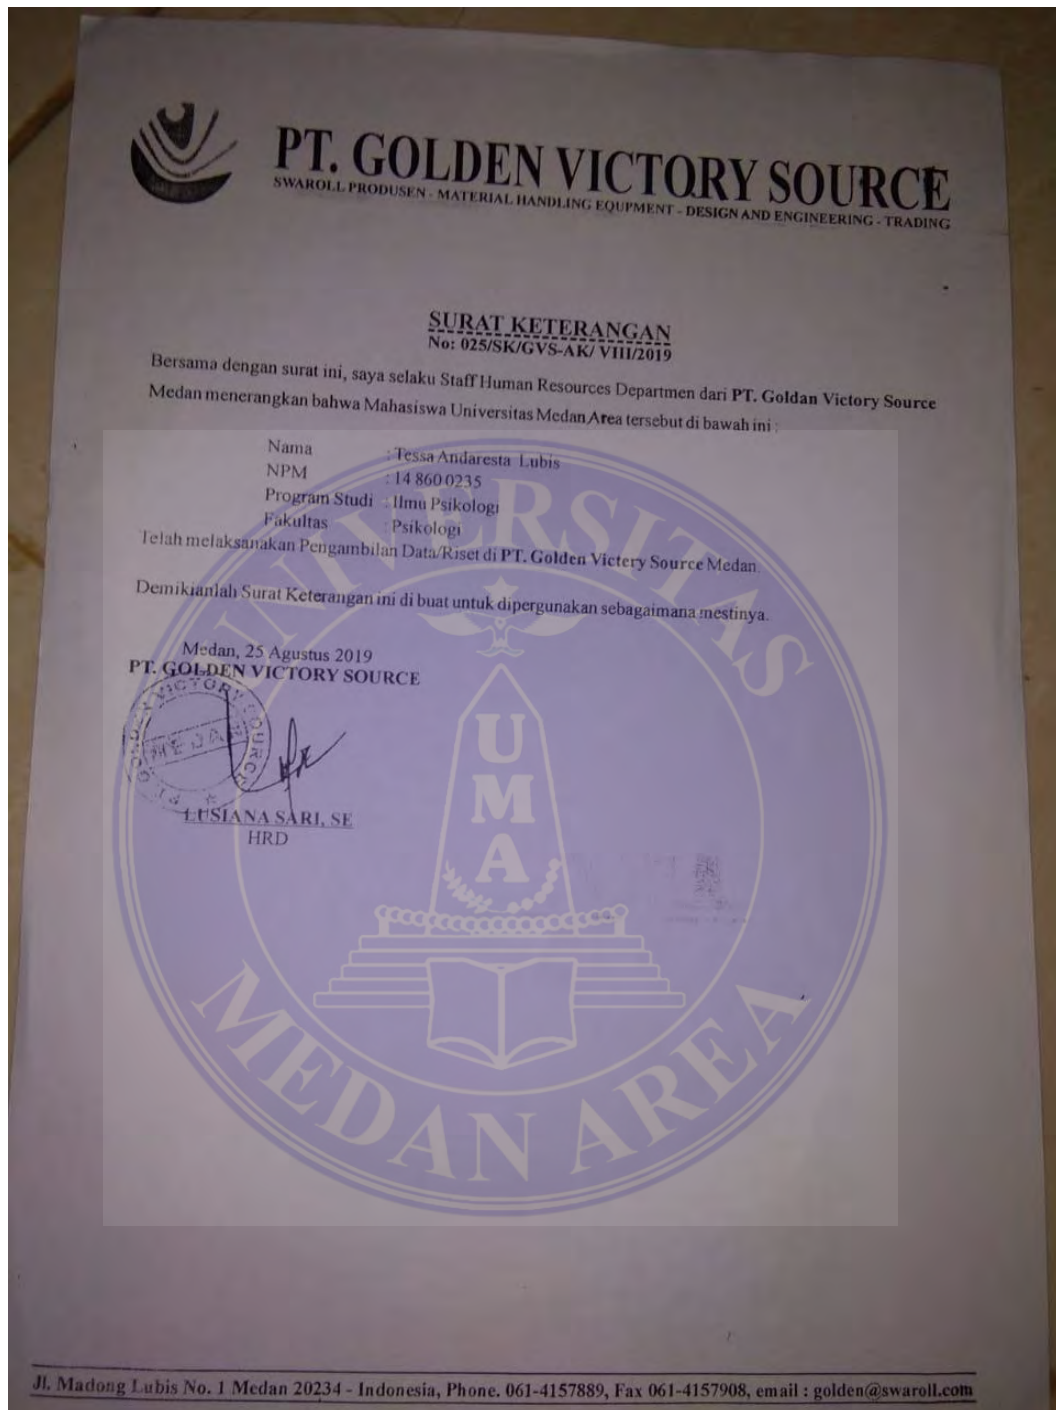 PT. GOLDEN VICTORY SOURCE
SWAROLL PRODUSEN - MATERIAL HANDLING EQUPMENT - DESIGN AND ENGINEERING - TRADING
SURAT KETERANGAN
No: 025/SK/GVS-AK/ VIII/2019
Bersama dengan surat ini, saya selaku Staff Human Resources Departmen dari PT. Goldan Victory Source
Medan menerangkan bahwa Mahasiswa Universitas Medan Area tersebut di bawah ini :
Nama : Tessa Andaresta Lubis
NPM : 14 860 0235
Program Studi : Ilmu Psikologi
Fakultas : Psikologi
Telah melaksanakan Pengambilan Data/Riset di PT. Golden Victery Source Medan.
Demikianlah Surat Keterangan ini di buat untuk dipergunakan sebagaimana mestinya.
Medan, 25 Agustus 2019
PT. GOLDEN VICTORY SOURCE
PT. GOLDEN VICTORY SOURCE
MEDAN
LUSIANA SARI, SE
HRD
UNIVERSITAS
UMA
MEDAN AREA
Jl. Madong Lubis No. 1 Medan 20234 - Indonesia, Phone. 061-4157889, Fax 061-4157908, email : golden@swaroll.com